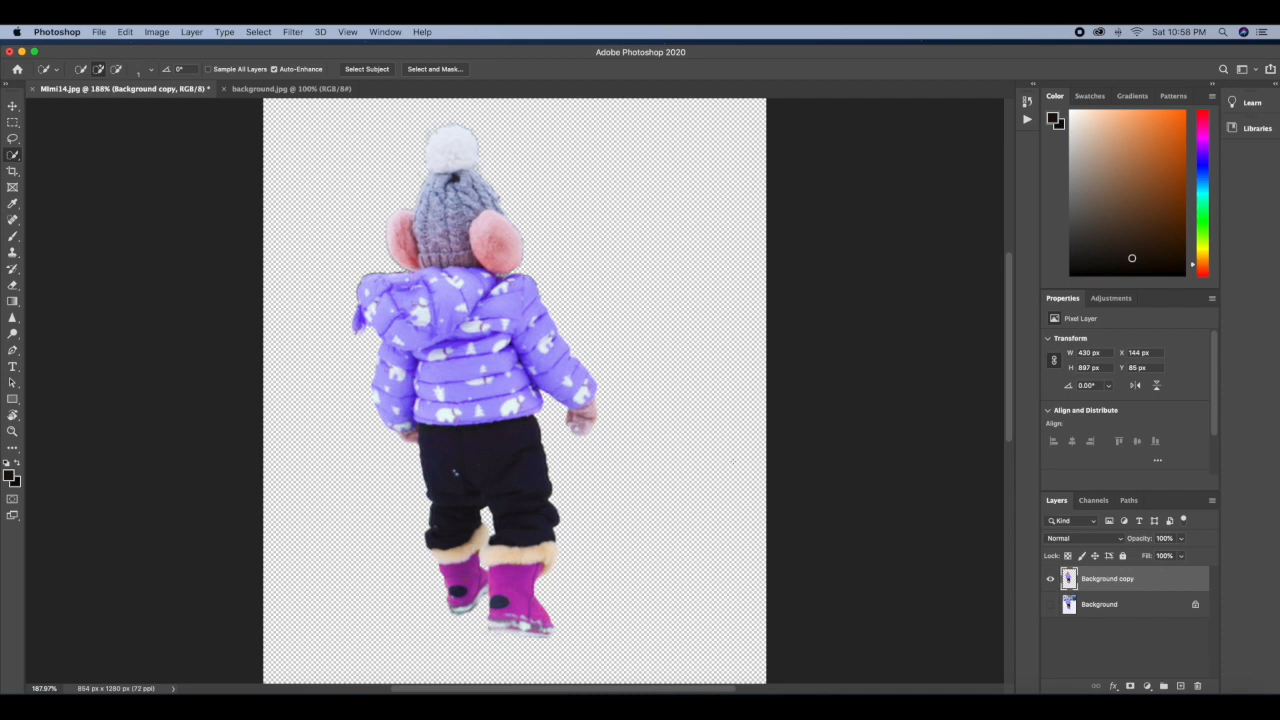 Photoshop File Edit Image Layer Type Select Filter 3D View Window Help Sat 10:58 PM
Adobe Photoshop 2020
0° Sample All Layers Auto-Enhance Select Subject Select and Mask...
Mimi14.jpg @ 188% (Background copy, RGB/8) * background.jpg @ 100% (RGB/8#)
Color Swatches Gradients Patterns
Learn
Libraries
Properties Adjustments
Pixel Layer
Transform
W 430 px X 144 px
H 897 px Y 85 px
0.00°
Align and Distribute
Align:
Layers Channels Paths
Kind
Normal Opacity: 100%
Lock: Fill: 100%
Background copy
Background
187.97% 854 px x 1280 px (72 ppi)